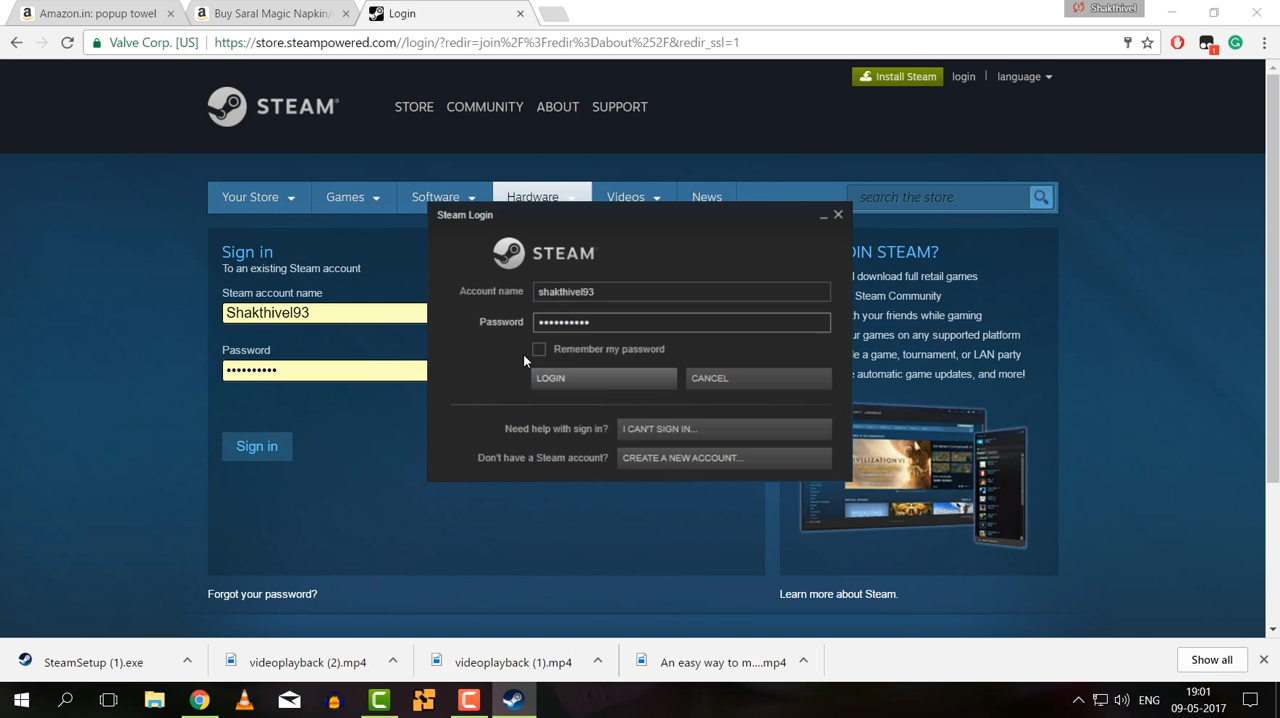 Amazon.in: popup towel
Buy Saral Magic Napkin/
Login
Shakthivel
Valve Corp. [US]
https://store.steampowered.com//login/?redir=join%2F%3Fredir%3Dabout%252F&redir_ssl=1
1
Install Steam
login
language
STEAM
STORE
COMMUNITY
ABOUT
SUPPORT
Your Store
Games
Software
Hardware
Videos
News
search the store
Sign in
To an existing Steam account
Steam account name
Shakthivel93
Password
••••••••••
Sign in
Forgot your password?
Steam Login
STEAM
Account name
shakthivel93
Password
••••••••••
Remember my password
LOGIN
CANCEL
Need help with sign in?
I CAN'T SIGN IN...
Don't have a Steam account?
CREATE A NEW ACCOUNT...
OIN STEAM?
d download full retail games
Steam Community
th your friends while gaming
ur games on any supported platform
le a game, tournament, or LAN party
automatic game updates, and more!
Learn more about Steam.
SteamSetup (1).exe
videoplayback (2).mp4
videoplayback (1).mp4
An easy way to m....mp4
Show all
ENG
19:01
09-05-2017